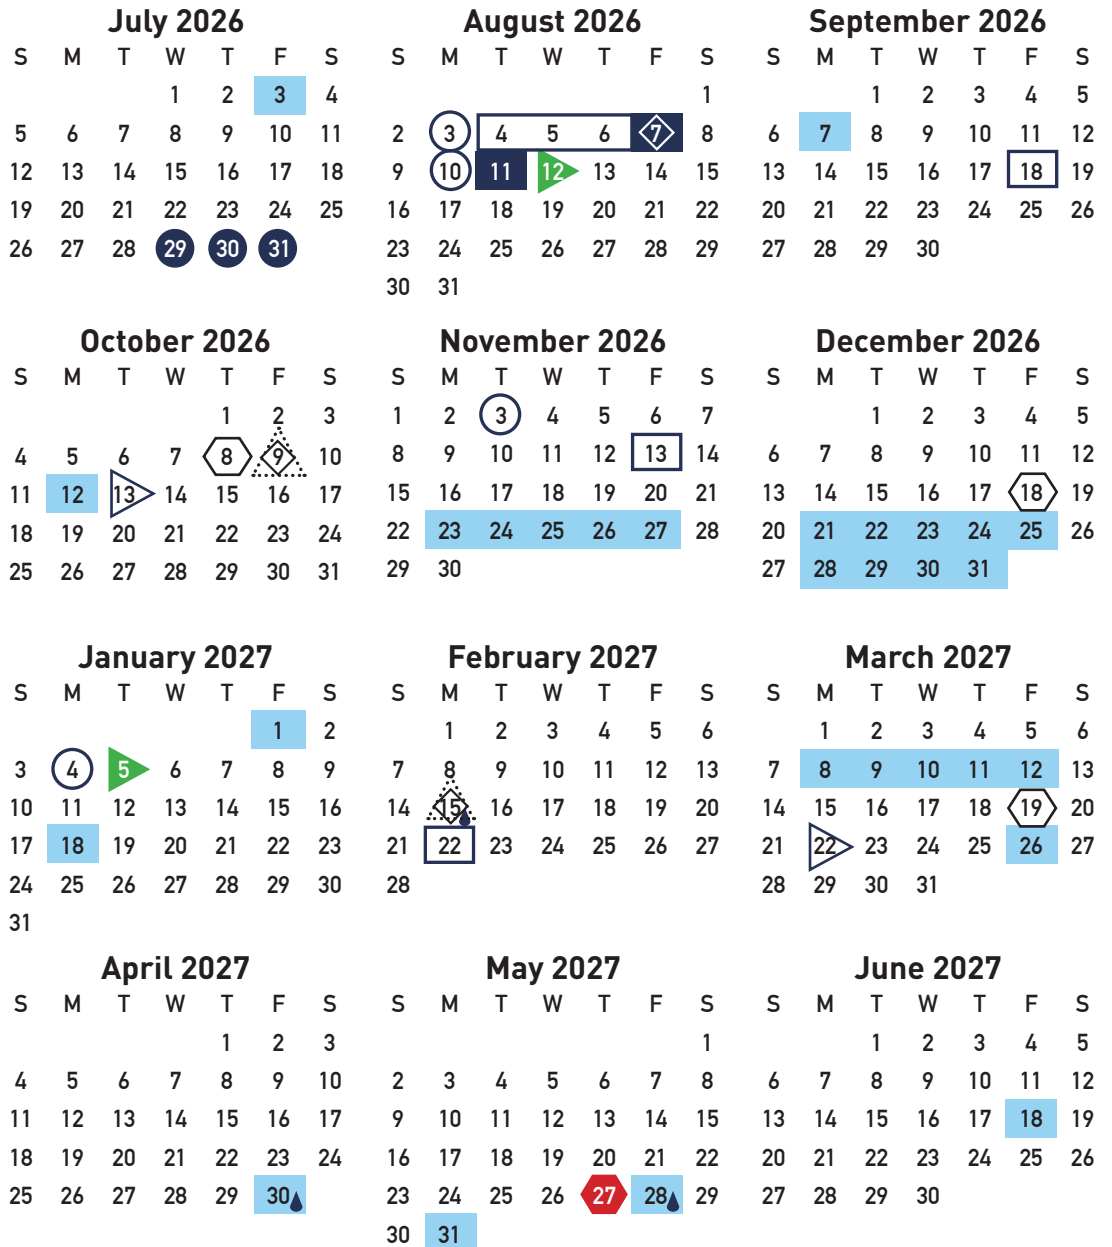 July 2026
S M T W T F S
1 2 3 4
5 6 7 8 9 10 11
12 13 14 15 16 17 18
19 20 21 22 23 24 25
26 27 28 29 30 31
August 2026
S M T W T F S
1
2 3 4 5 6 7 8
9 10 11 12 13 14 15
16 17 18 19 20 21 22
23 24 25 26 27 28 29
30 31
September 2026
S M T W T F S
1 2 3 4 5
6 7 8 9 10 11 12
13 14 15 16 17 18 19
20 21 22 23 24 25 26
27 28 29 30
October 2026
S M T W T F S
1 2 3
4 5 6 7 8 9 10
11 12 13 14 15 16 17
18 19 20 21 22 23 24
25 26 27 28 29 30 31
November 2026
S M T W T F S
1 2 3 4 5 6 7
8 9 10 11 12 13 14
15 16 17 18 19 20 21
22 23 24 25 26 27 28
29 30
December 2026
S M T W T F S
1 2 3 4 5
6 7 8 9 10 11 12
13 14 15 16 17 18 19
20 21 22 23 24 25 26
27 28 29 30 31
January 2027
S M T W T F S
1 2
3 4 5 6 7 8 9
10 11 12 13 14 15 16
17 18 19 20 21 22 23
24 25 26 27 28 29 30
31
February 2027
S M T W T F S
1 2 3 4 5 6
7 8 9 10 11 12 13
14 15 16 17 18 19 20
21 22 23 24 25 26 27
28
March 2027
S M T W T F S
1 2 3 4 5 6
7 8 9 10 11 12 13
14 15 16 17 18 19 20
21 22 23 24 25 26 27
28 29 30 31
April 2027
S M T W T F S
1 2 3
4 5 6 7 8 9 10
11 12 13 14 15 16 17
18 19 20 21 22 23 24
25 26 27 28 29 30
May 2027
S M T W T F S
1
2 3 4 5 6 7 8
9 10 11 12 13 14 15
16 17 18 19 20 21 22
23 24 25 26 27 28 29
30 31
June 2027
S M T W T F S
1 2 3 4 5
6 7 8 9 10 11 12
13 14 15 16 17 18 19
20 21 22 23 24 25 26
27 28 29 30